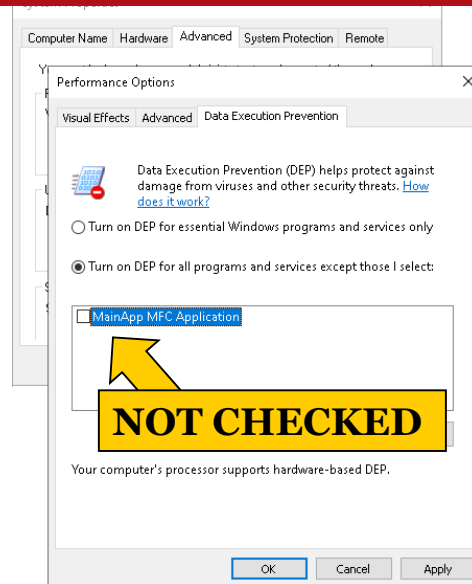 Computer Name Hardware Advanced System Protection Remote
Performance Options
Visual Effects Advanced Data Execution Prevention
Data Execution Prevention (DEP) helps protect against
damage from viruses and other security threats. How
does it work?
Turn on DEP for essential Windows programs and services only
Turn on DEP for all programs and services except those I select:
MainApp MFC Application
NOT CHECKED
Your computer's processor supports hardware-based DEP.
OK Cancel Apply